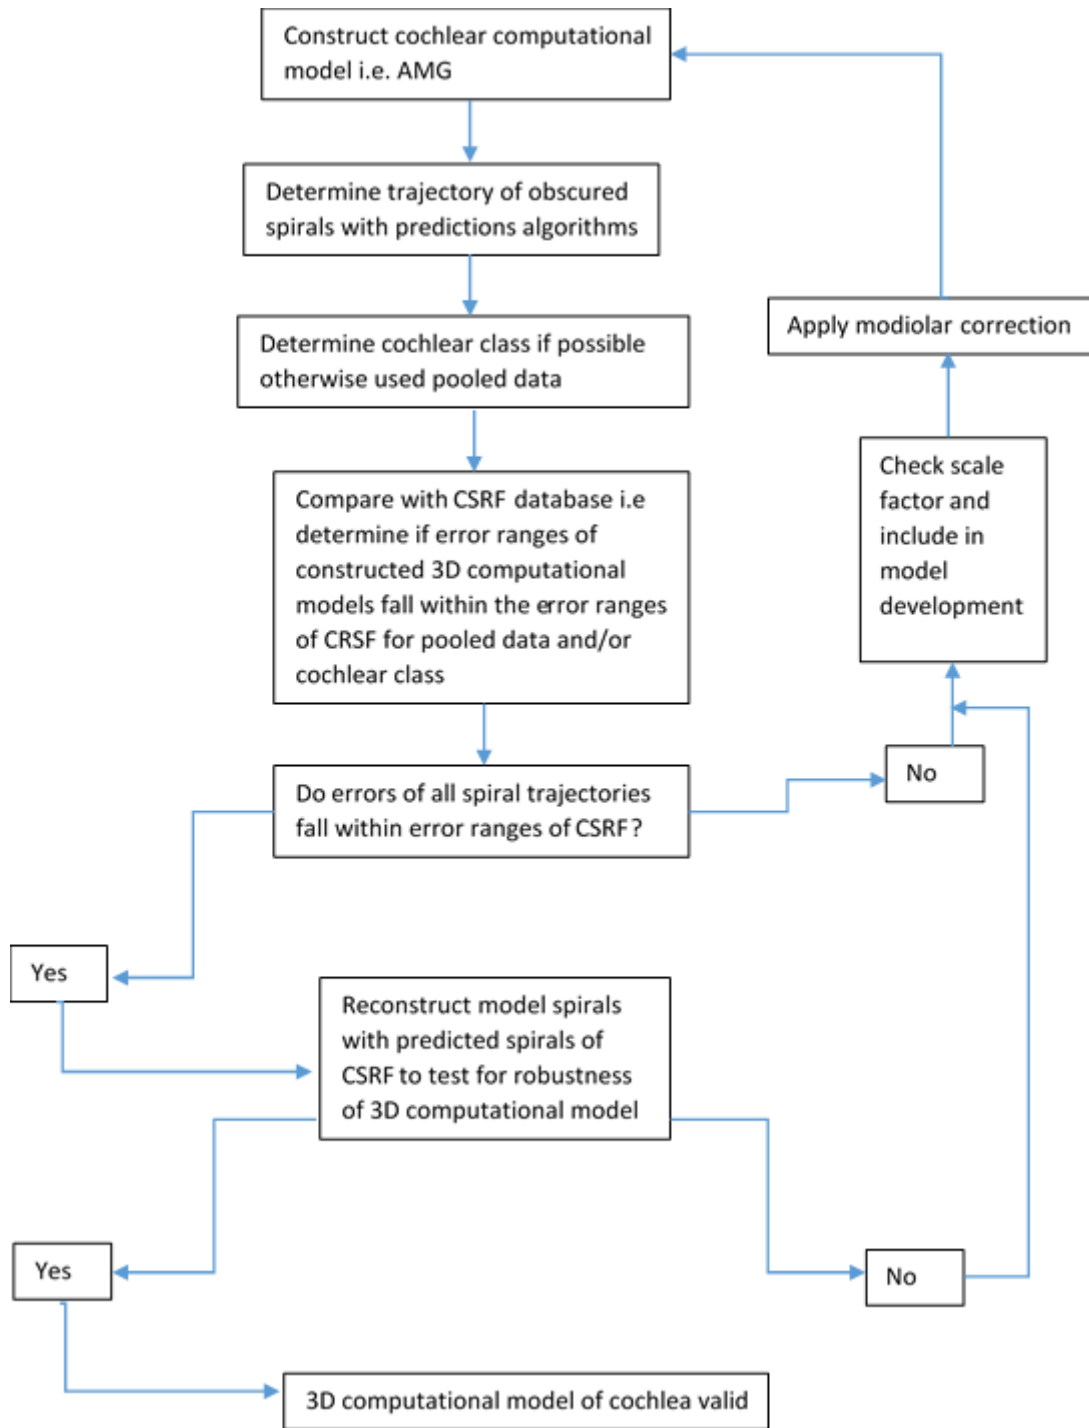 Construct cochlear computational
model i.e. AMG
Determine trajectory of obscured
spirals with predictions algorithms
Determine cochlear class if possible
otherwise used pooled data
Apply modiolar correction
Check scale
factor and
include in
model
development
Compare with CSRF database i.e
determine if error ranges of
constructed 3D computational
models fall within the error ranges
of CRSF for pooled data and/or
cochlear class
Do errors of all spiral trajectories
fall within error ranges of CSRF?
No
Yes
Reconstruct model spirals
with predicted spirals of
CSRF to test for robustness
of 3D computational model
Yes
No
3D computational model of cochlea valid